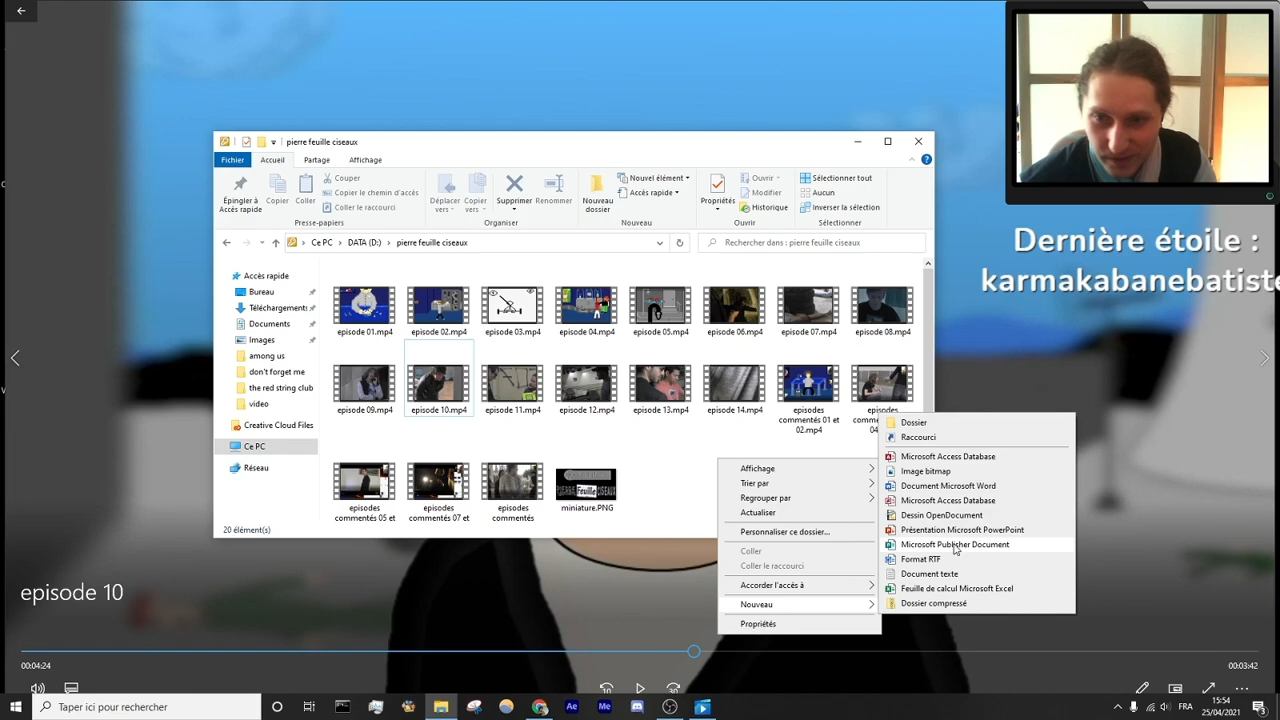 pierre feuille ciseaux
Fichier Accueil Partage Affichage
Épingler à Accès rapide
Copier
Coller
Couper
Copier le chemin d'accès
Coller le raccourci
Presse-papiers
Déplacer vers
Copier vers
Supprimer
Renommer
Organiser
Nouveau dossier
Nouvel élément
Accès rapide
Nouveau
Propriétés
Ouvrir
Modifier
Historique
Ouvrir
Sélectionner tout
Aucun
Inverser la sélection
Sélectionner
Ce PC DATA (D:) pierre feuille ciseaux
Rechercher dans : pierre feuille ciseaux
Accès rapide
Bureau
Téléchargements
Documents
Images
among us
don't forget me
the red string club
video
Creative Cloud Files
Ce PC
Réseau
episode 01.mp4 episode 02.mp4 episode 03.mp4 episode 04.mp4 episode 05.mp4 episode 06.mp4 episode 07.mp4 episode 08.mp4
episode 09.mp4 episode 10.mp4 episode 11.mp4 episode 12.mp4 episode 13.mp4 episode 14.mp4 episodes commentés 01 et 02.mp4 episodes
episodes commentés 05 et
episodes commentés 07 et
episodes commentés
miniature.PNG
20 élément(s)
Affichage
Trier par
Regrouper par
Actualiser
Personnaliser ce dossier...
Coller
Coller le raccourci
Accorder l'accès à
Nouveau
Propriétés
Dossier
Raccourci
Microsoft Access Database
Image bitmap
Document Microsoft Word
Microsoft Access Database
Dessin OpenDocument
Présentation Microsoft PowerPoint
Microsoft Publisher Document
Format RTF
Document texte
Feuille de calcul Microsoft Excel
Dossier compressé
Dernière étoile :
karmakabanebatiste
episode 10
00:04:24
00:03:42
10
30
Taper ici pour rechercher
Ae
Me
FRA
15:54
25/04/2021
3